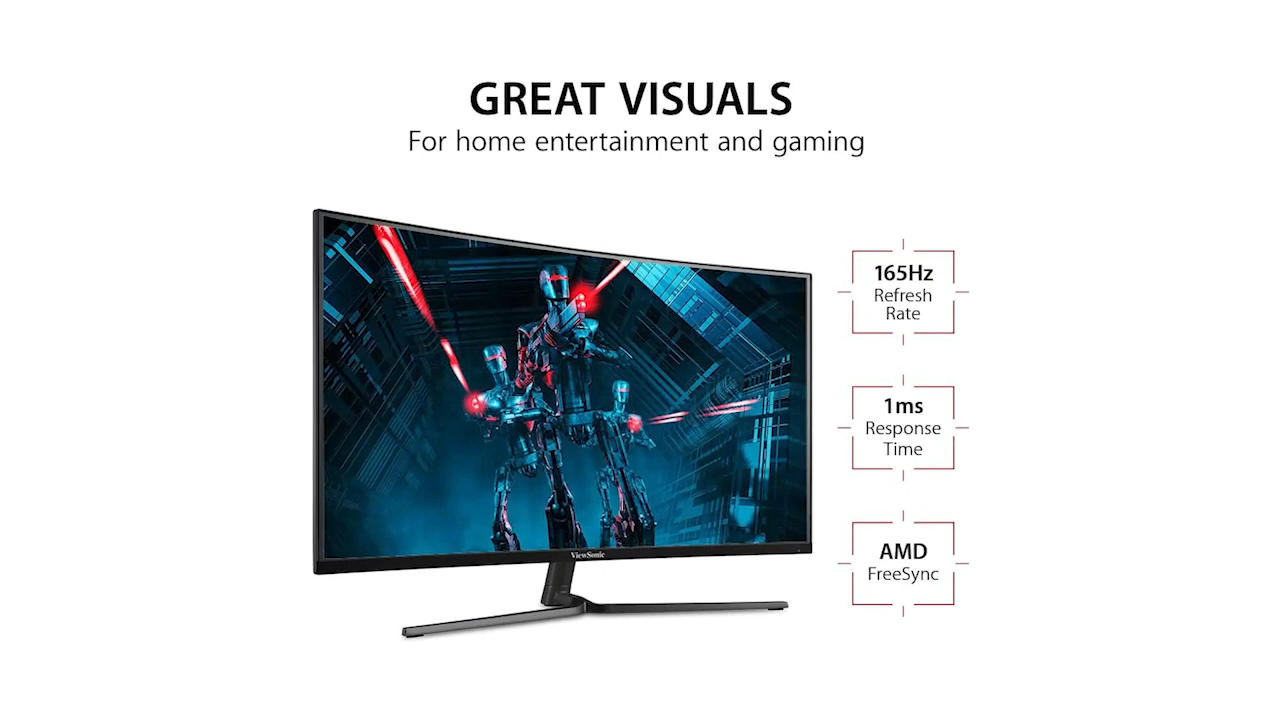 GREAT VISUALS
For home entertainment and gaming
165Hz
Refresh
Rate
1ms
Response
Time
AMD
FreeSync
ViewSonic